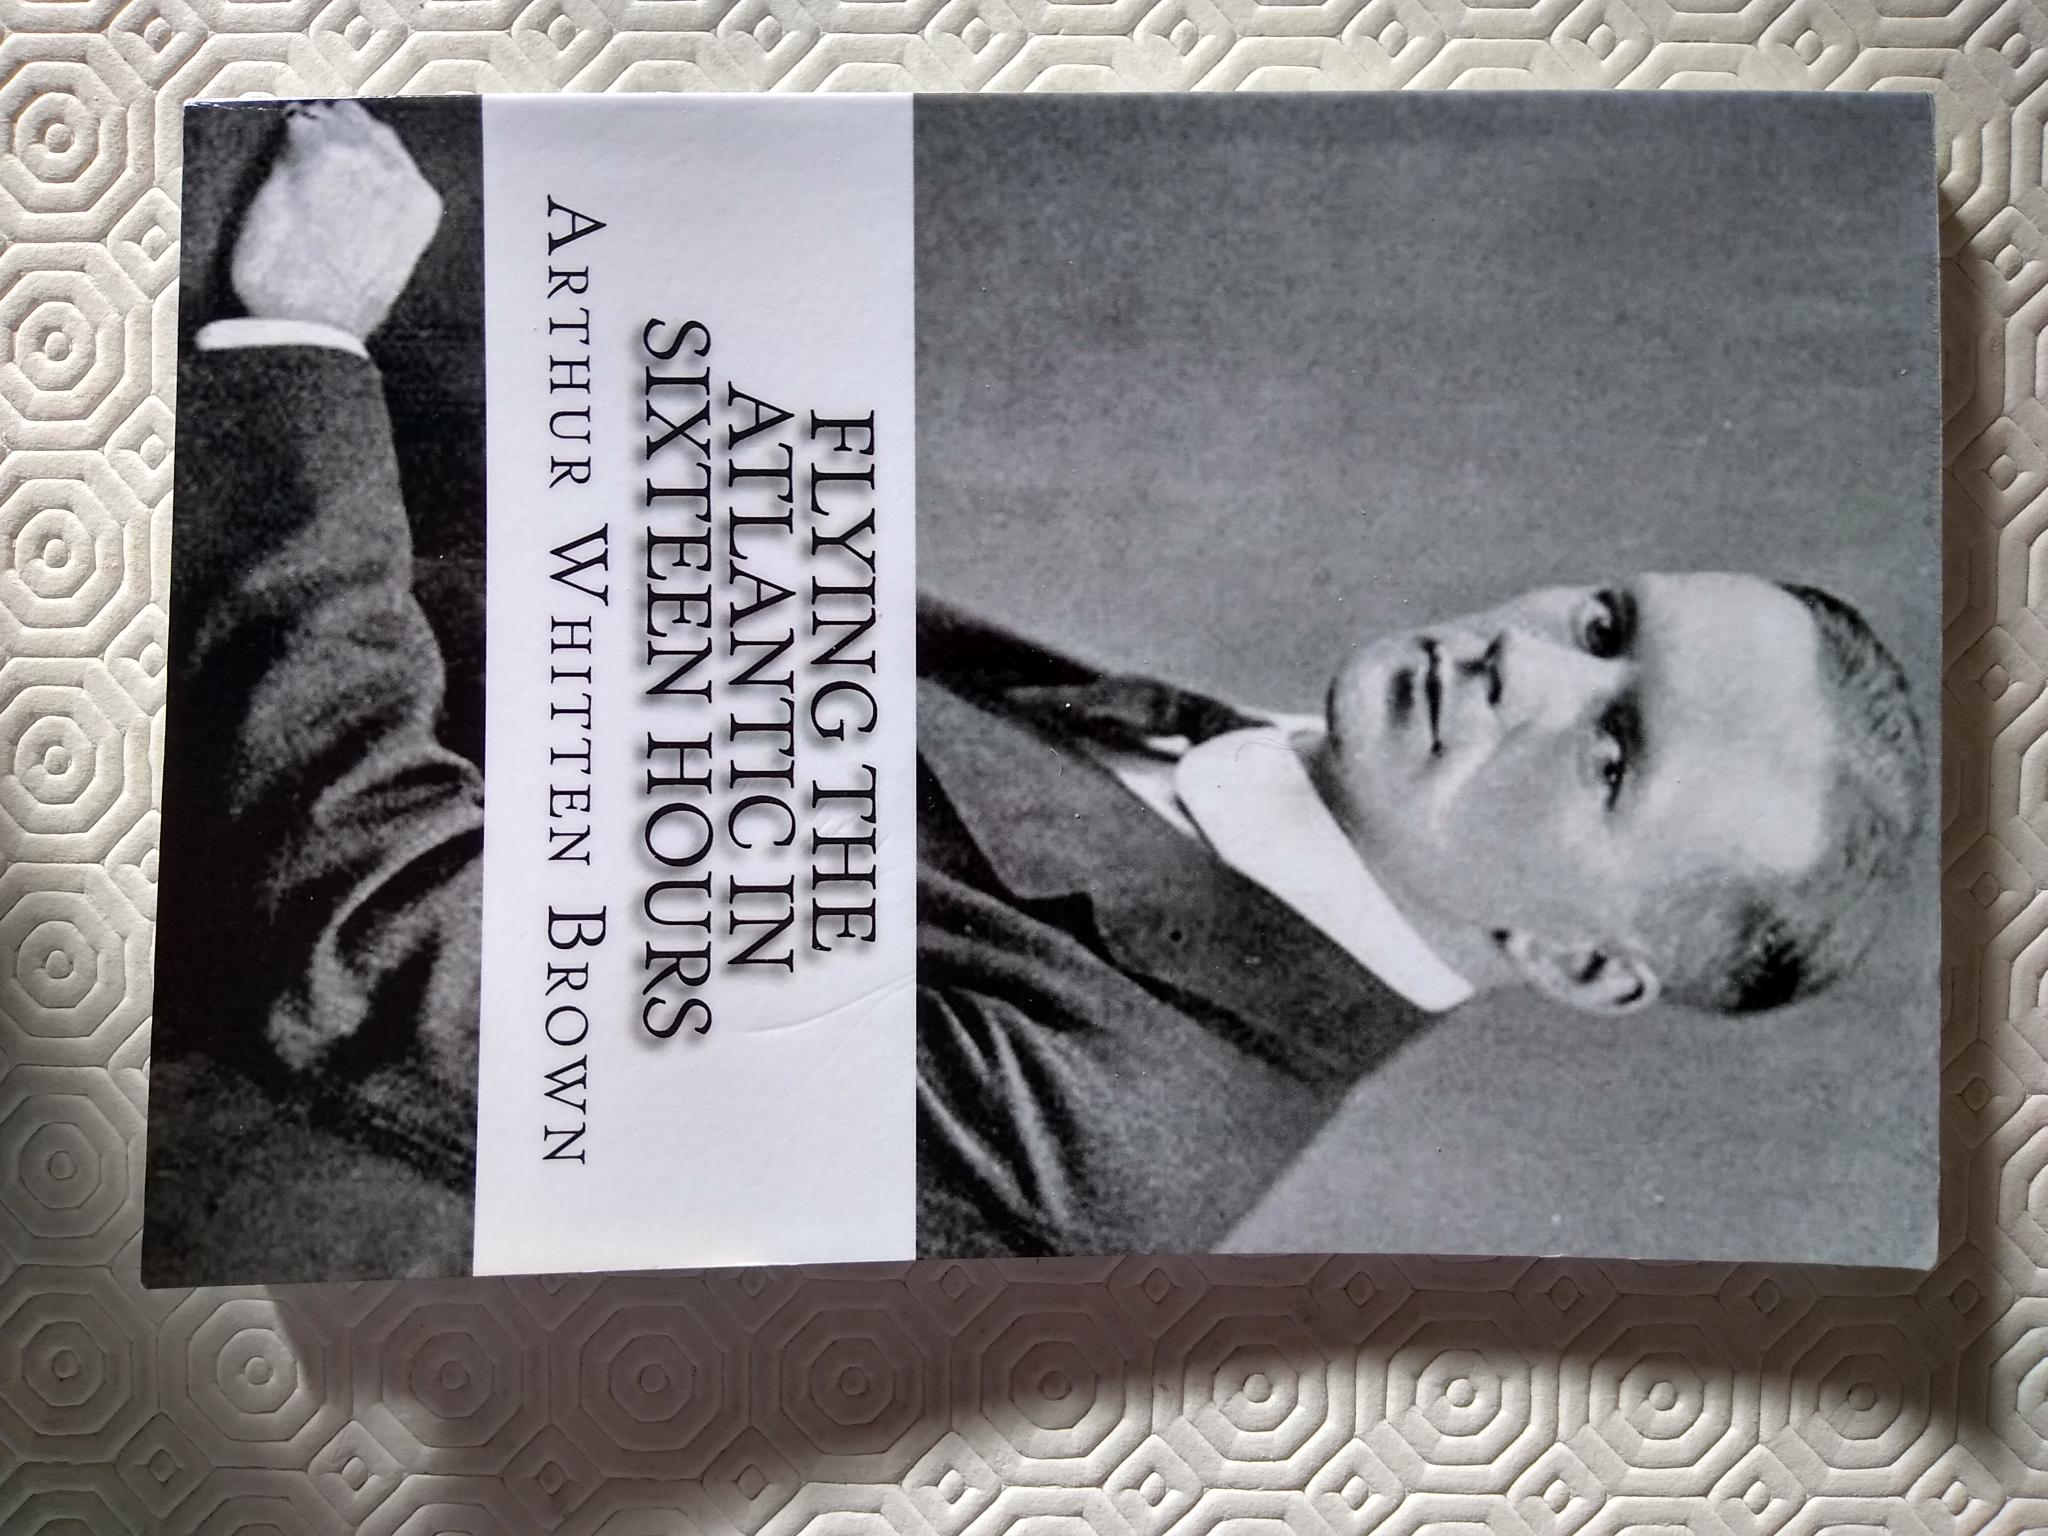 FLYING THE
ATLANTIC IN
SIXTEEN HOURS
ARTHUR WHITTEN BROWN